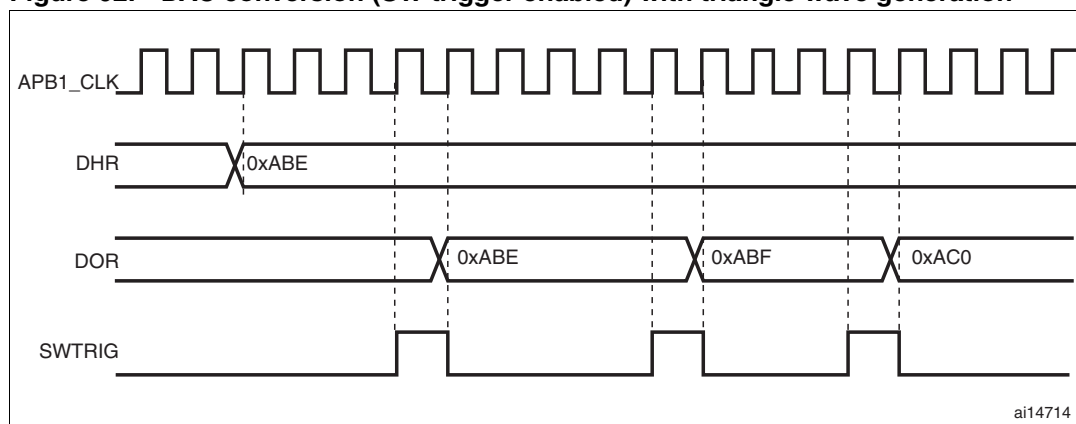 APB1_CLK
DHR
0xABE
DOR
0xABE
0xABF
0xAC0
SWTRIG
ai14714